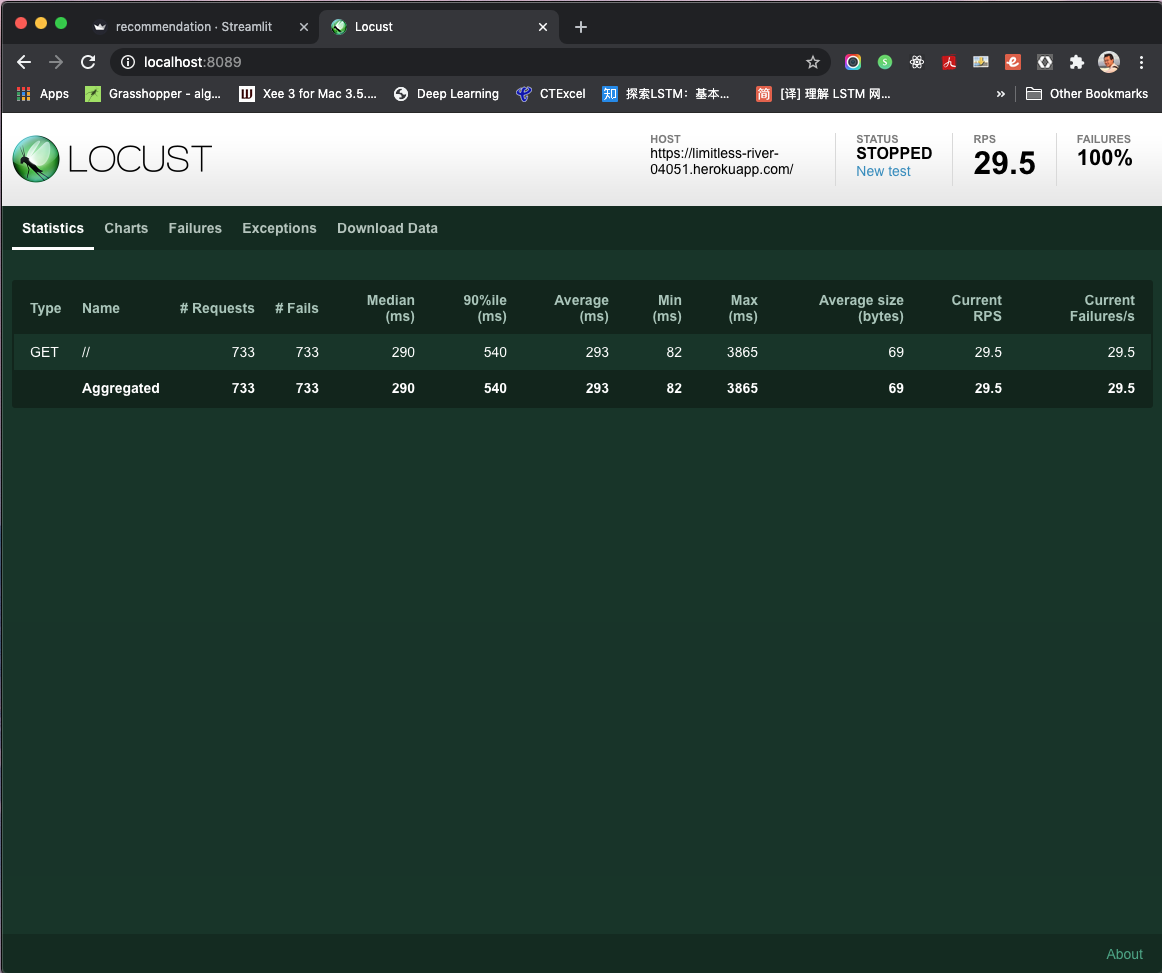 recommendation · Streamlit
Locust
localhost:8089
Apps
Grasshopper - alg...
Xee 3 for Mac 3.5....
Deep Learning
CTExcel
知 探索LSTM：基本...
简 [译] 理解 LSTM 网...
»
Other Bookmarks
LOCUST
HOST
https://limitless-river-
04051.herokuapp.com/
STATUS
STOPPED
New test
RPS
29.5
FAILURES
100%
Statistics Charts Failures Exceptions Download Data
Type Name # Requests # Fails Median (ms) 90%ile (ms) Average (ms) Min (ms) Max (ms) Average size (bytes) Current RPS Current Failures/s
GET // 733 733 290 540 293 82 3865 69 29.5 29.5
Aggregated 733 733 290 540 293 82 3865 69 29.5 29.5
About